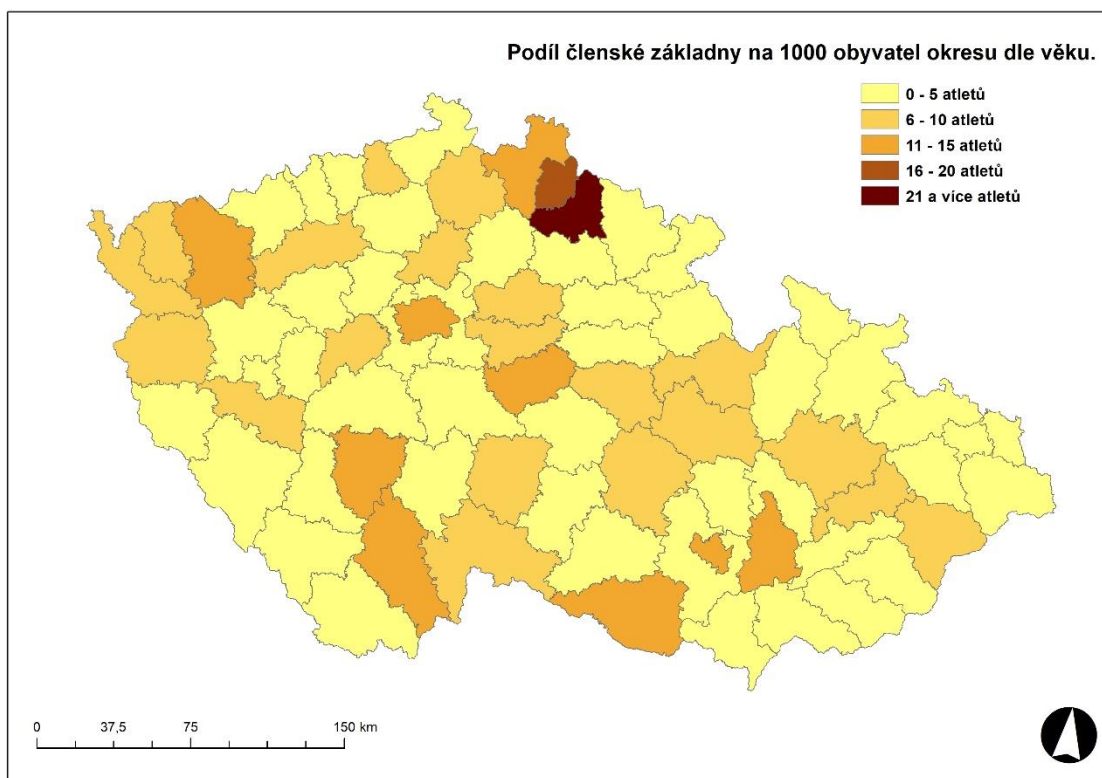 Podíl členské základny na 1000 obyvatel okresu dle věku.
0 - 5 atletů
6 - 10 atletů
11 - 15 atletů
16 - 20 atletů
21 a více atletů
0 37,5 75 150 km